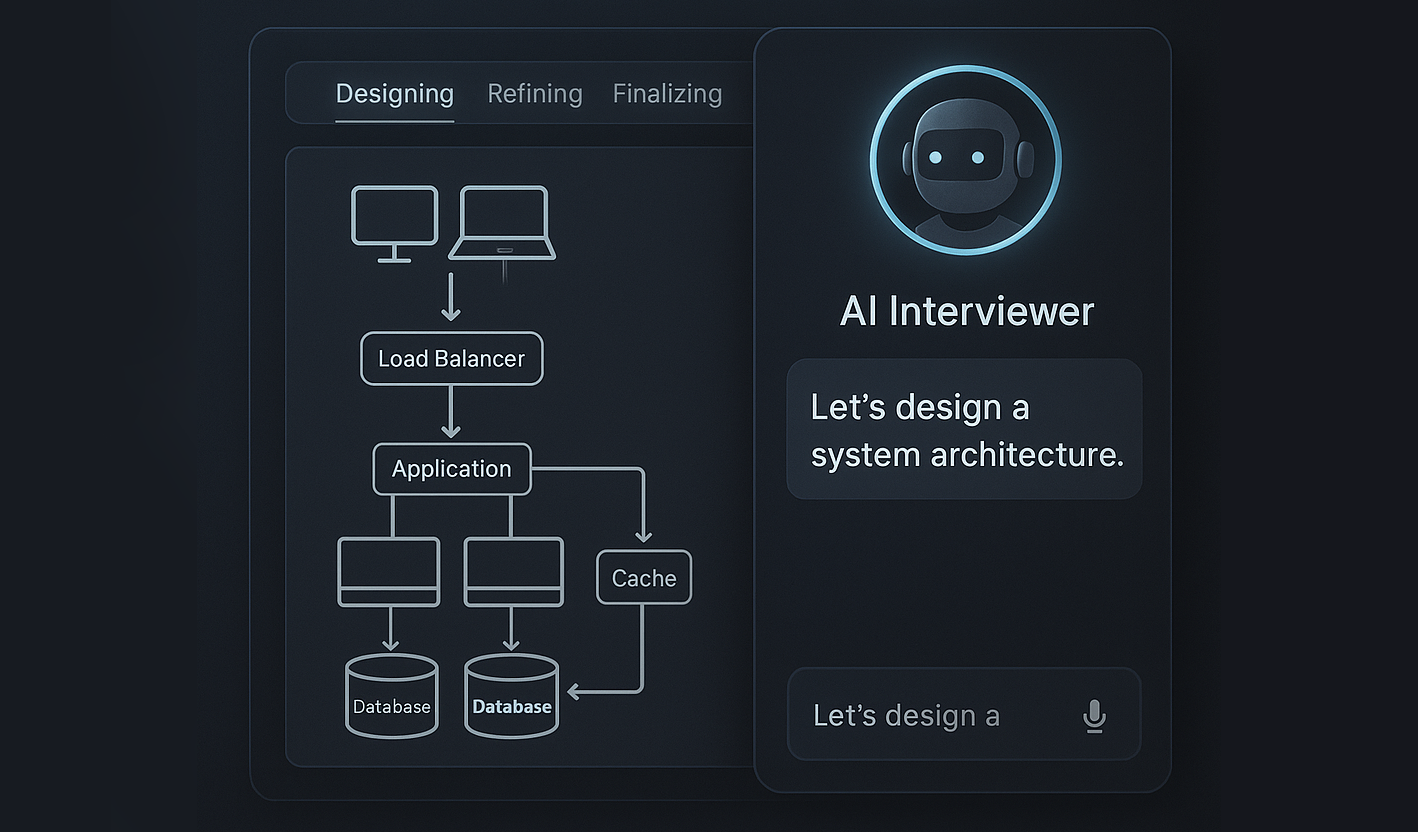 Designing Refining Finalizing
Load Balancer
Application
Cache
Database Database
AI Interviewer
Let’s design a
system architecture.
Let’s design a